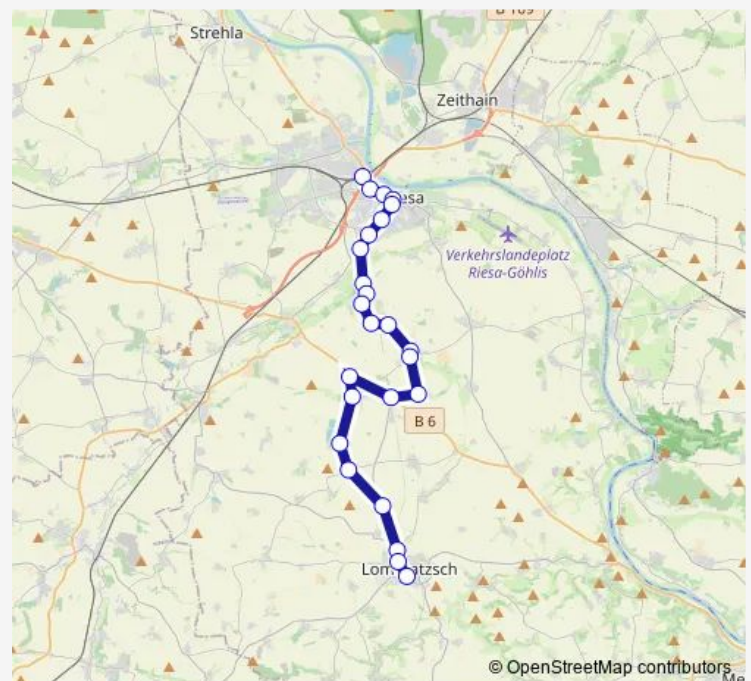 B 169
Strehla
Zeithain
esa
Verkehrslandeplatz
Riesa-Göhlis
B 6
Lom atzsch
© OpenStreetMap contributors